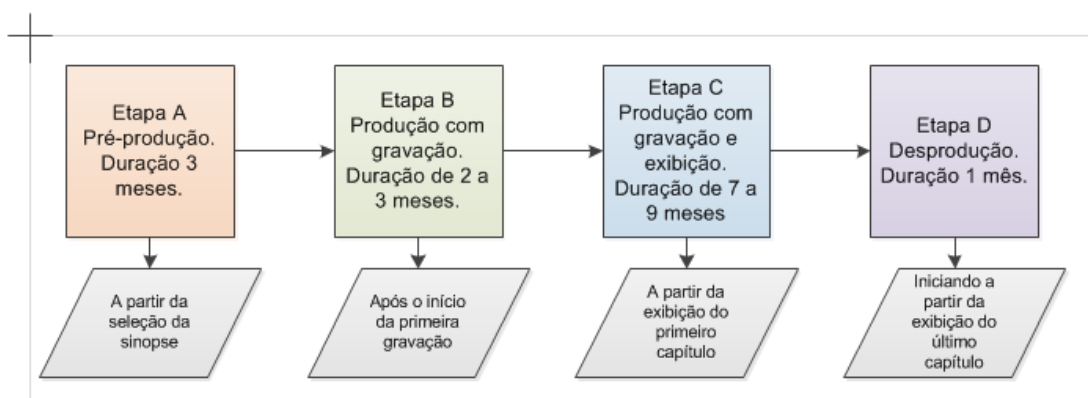 Etapa A
Pré-produção.
Duração 3
meses.
Etapa B
Produção com
gravação.
Duração de 2 a
3 meses.
Etapa C
Produção com
gravação e
exibição.
Duração de 7 a
9 meses
Etapa D
Desprodução.
Duração 1 mês.
A partir da
seleção da
sinopse
Após o início
da primeira
gravação
A partir da
exibição do
primeiro
capítulo
Iniciando a
partir da
exibição do
último
capítulo